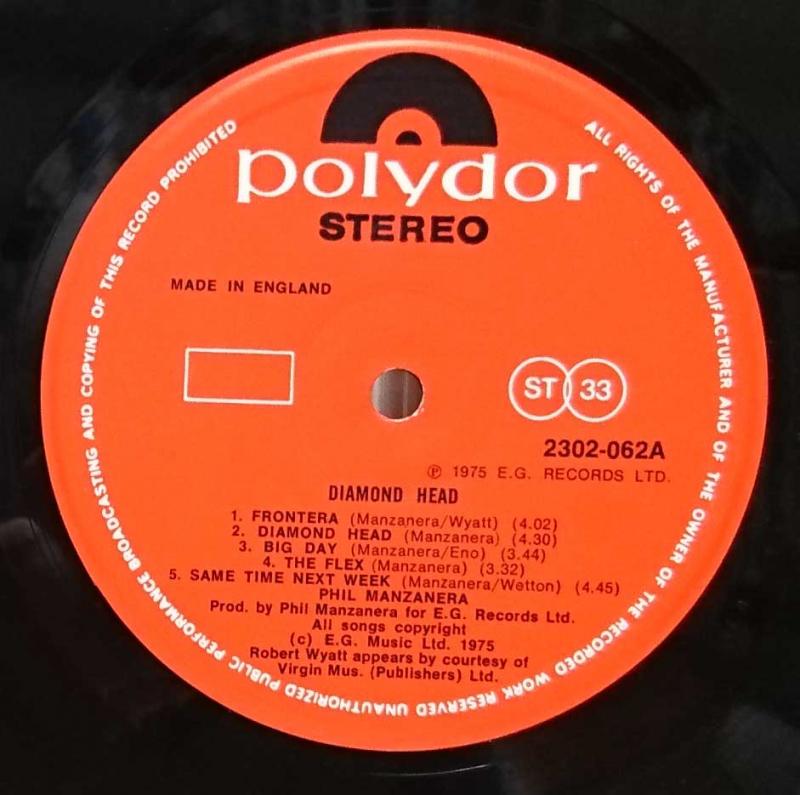 polydor
STEREO
MADE IN ENGLAND
ST 33
2302-062A
℗ 1975 E.G. RECORDS LTD.
DIAMOND HEAD
1. FRONTERA (Manzanera/Wyatt) (4.02)
2. DIAMOND HEAD (Manzanera) (4.30)
3. BIG DAY (Manzanera/Eno) (3.44)
4. THE FLEX (Manzanera) (3.32)
5. SAME TIME NEXT WEEK (Manzanera/Wetton) (4.45)
PHIL MANZANERA
Prod. by Phil Manzanera for E.G. Records Ltd.
All songs copyright
(c) E.G. Music Ltd. 1975
Robert Wyatt appears by courtesy of
Virgin Mus. (Publishers) Ltd.
ALL RIGHTS OF THE MANUFACTURER AND OF THE OWNER OF THE RECORDED WORK RESERVED UNAUTHORIZED PUBLIC PERFORMANCE BROADCASTING AND COPYING OF THIS RECORD PROHIBITED